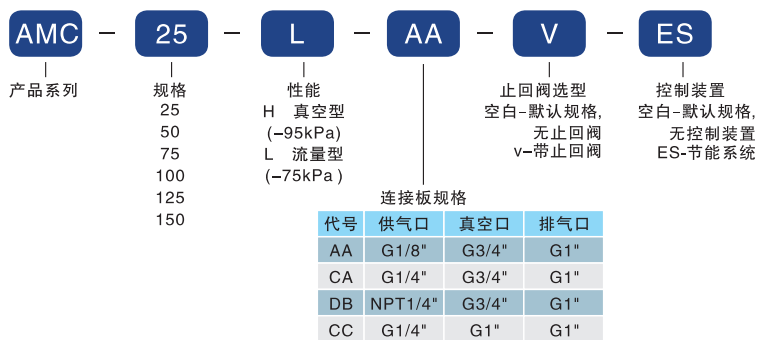 AMC – 25 – L – AA – V – ES
产品系列
规格
25
50
75
100
125
150
性能
H 真空型
(–95kPa)
L 流量型
(–75kPa)
止回阀选型
空白–默认规格,
无止回阀
v–带止回阀
控制装置
空白–默认规格,
无控制装置
ES-节能系统
连接板规格
代号 供气口 真空口 排气口
AA G1/8" G3/4" G1"
CA G1/4" G3/4" G1"
DB NPT1/4" G3/4" G1"
CC G1/4" G1" G1"